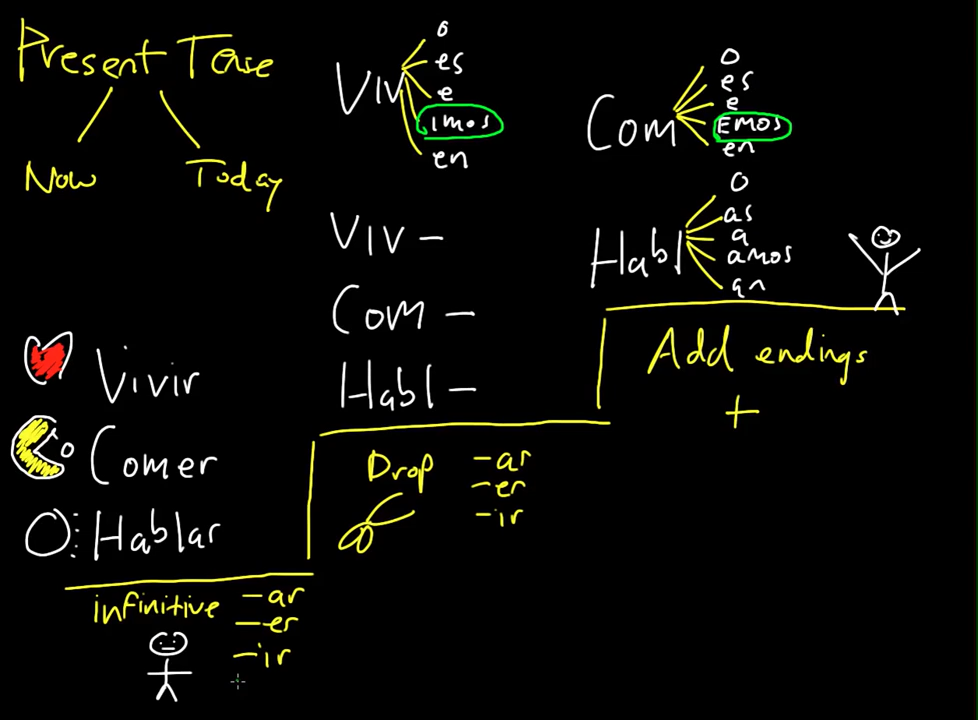 Present Tense
Now
Today
Viv
o
es
e
imos
en
Com
o
es
e
Emos
en
Habl
o
as
a
amos
an
Viv -
Com -
Habl -
Vivir
Comer
Hablar
infinitive
-ar
-er
-ir
Drop
-ar
-er
-ir
Add endings
+